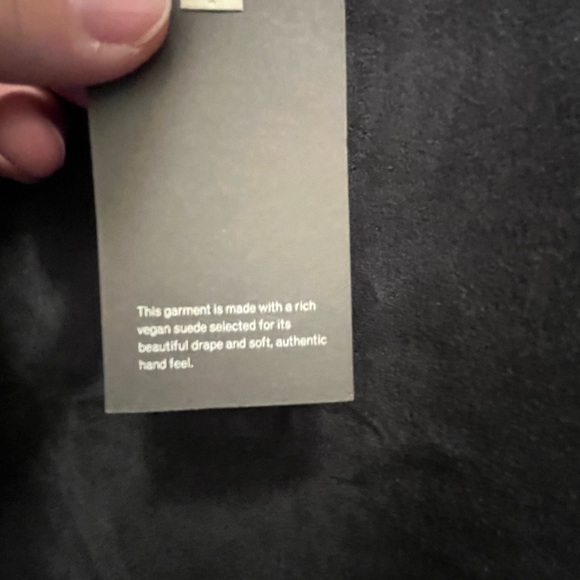 This garment is made with a rich
vegan suede selected for its
beautiful drape and soft, authentic
hand feel.